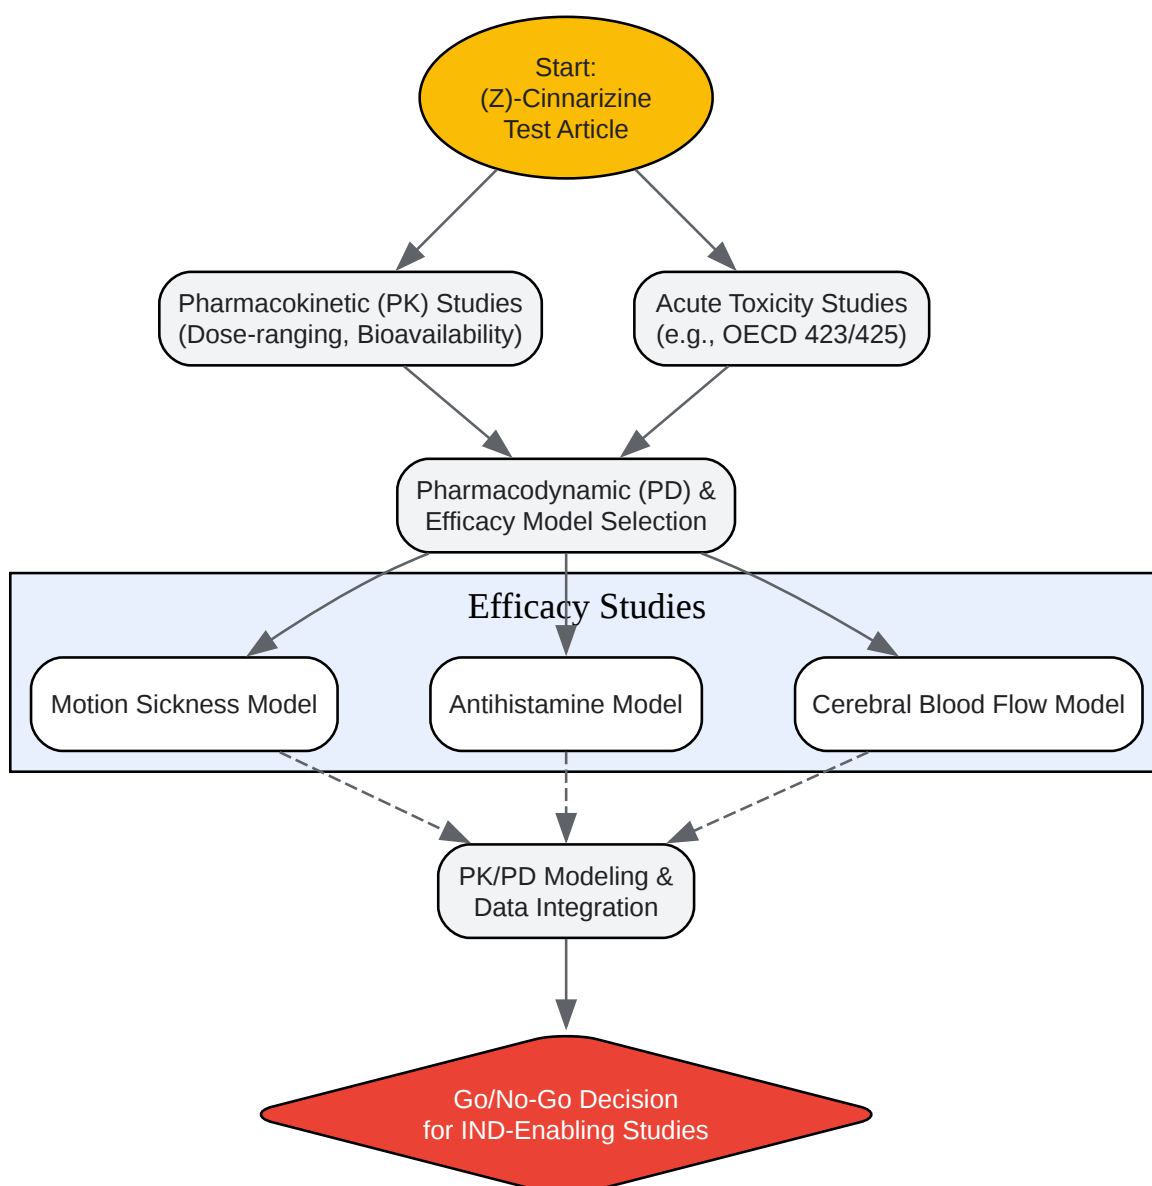 Start:
(Z)-Cinnarizine
Test Article
Pharmacokinetic (PK) Studies
(Dose-ranging, Bioavailability)
Acute Toxicity Studies
(e.g., OECD 423/425)
Pharmacodynamic (PD) &
Efficacy Model Selection
Efficacy Studies
Motion Sickness Model
Antihistamine Model
Cerebral Blood Flow Model
PK/PD Modeling &
Data Integration
Go/No-Go Decision
for IND-Enabling Studies